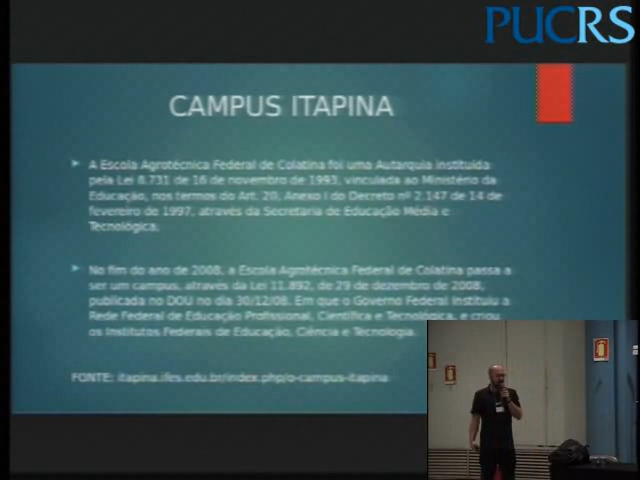 PUCRS
CAMPUS ITAPINA
A Escola Agrotécnica Federal de Colatina foi uma Autarquia instituída
pela Lei 8.731 de 16 de novembro de 1993, vinculada ao Ministério da
Educação, nos termos do Art. 20, Anexo I do Decreto nº 2.147 de 14 de
fevereiro de 1997, através da Secretaria de Educação Média e
Tecnológica.
No fim do ano de 2008, a Escola Agrotécnica Federal de Colatina passa a
ser um campus, através da Lei 11.892, de 29 de dezembro de 2008,
publicada no DOU no dia 30/12/08. Em que o Governo Federal instituiu a
Rede Federal de Educação Profissional, Científica e Tecnológica, e criou
os Institutos Federais de Educação, Ciência e Tecnologia.
FONTE: itapina.ifes.edu.br/index.php/o-campus-itapina